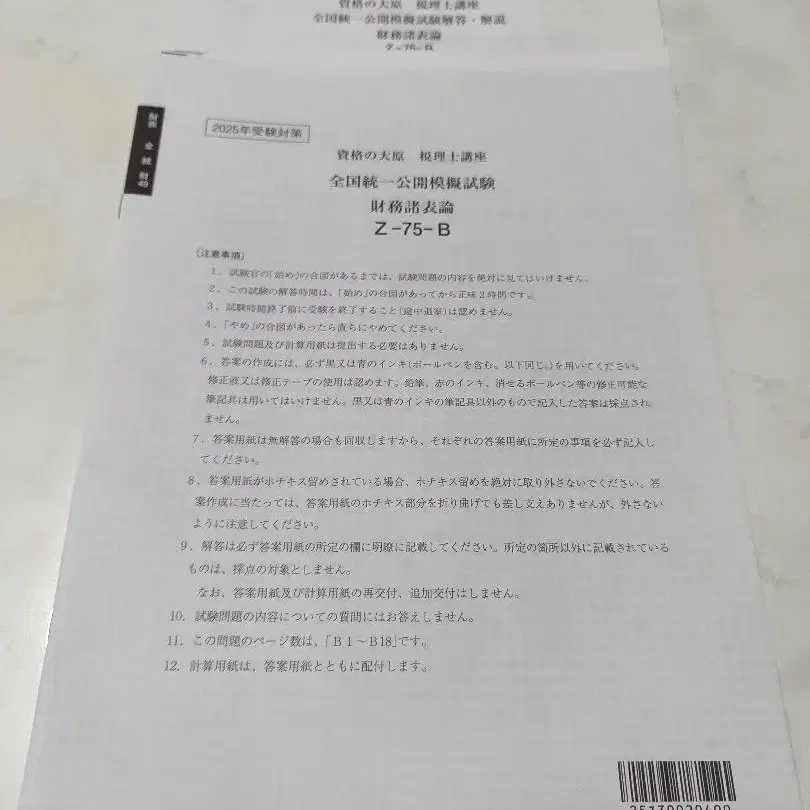 資格の大原 税理士講座
全国統一公開模擬試験解答・解説
財務諸表論
Z-75-B
財表 全統 財49
2025年受験対策
資格の大原 税理士講座
全国統一公開模擬試験
財務諸表論
Z-75-B
〔注意事項〕
1. 試験官の「始め」の合図があるまでは、試験問題の内容を絶対に見てはいけません。
2. この試験の解答時間は、「始め」の合図があってから正味2時間です。
3. 試験時間終了前に受験を終了すること(途中退室)は認めません。
4. 「やめ」の合図があったら直ちにやめてください。
5. 試験問題及び計算用紙は提出する必要はありません。
6. 答案の作成には、必ず黒又は青のインキ(ボールペンを含む。以下同じ。)を用いてください。
修正液又は修正テープの使用は認めます。鉛筆、赤のインキ、消せるボールペン等の修正可能な
筆記具は用いてはいけません。黒又は青のインキの筆記具以外のもので記入した答案は採点され
ません。
7. 答案用紙は無解答の場合も回収しますから、それぞれの答案用紙に所定の事項を必ず記入し
てください。
8. 答案用紙がホチキス留めされている場合、ホチキス留めを絶対に取り外さないでください。答
案作成に当たっては、答案用紙のホチキス部分を折り曲げても差し支えありませんが、外さない
ように注意してください。
9. 解答は必ず答案用紙の所定の欄に明瞭に記載してください。所定の箇所以外に記載されている
ものは、採点の対象としません。
なお、答案用紙及び計算用紙の再交付、追加交付はしません。
10. 試験問題の内容についての質問にはお答えしません。
11. この問題のページ数は、「B1～B18」です。
12. 計算用紙は、答案用紙とともに配付します。